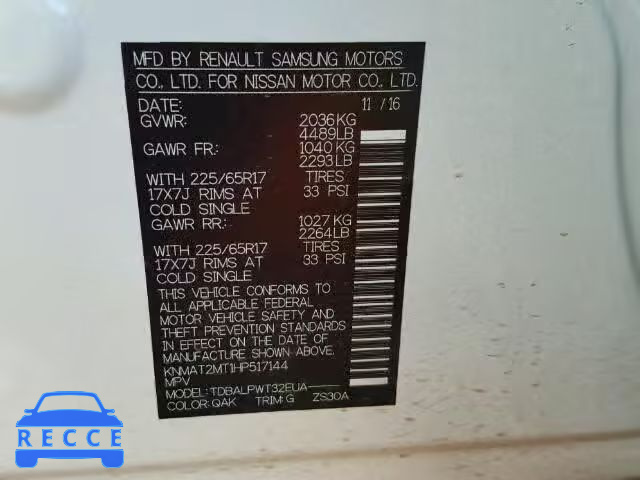 MFD BY RENAULT SAMSUNG MOTORS
CO., LTD. FOR NISSAN MOTOR CO., LTD.
DATE: 11 / 16
GVWR: 2036 KG
4489LB
GAWR FR: 1040 KG
2293 LB
WITH 225/65R17 TIRES
17X7J RIMS AT 33 PSI
COLD SINGLE
GAWR RR: 1027 KG
2264LB
WITH 225/65R17 TIRES
17X7J RIMS AT 33 PSI
COLD SINGLE
THIS VEHICLE CONFORMS TO
ALL APPLICABLE FEDERAL
MOTOR VEHICLE SAFETY AND
THEFT PREVENTION STANDARDS
IN EFFECT ON THE DATE OF
MANUFACTURE SHOWN ABOVE.
KNMAT2MT1HP517144
MPV
MODEL: TDBALPWT32EUA
COLOR: QAK TRIM: G ZS30A
RECCE